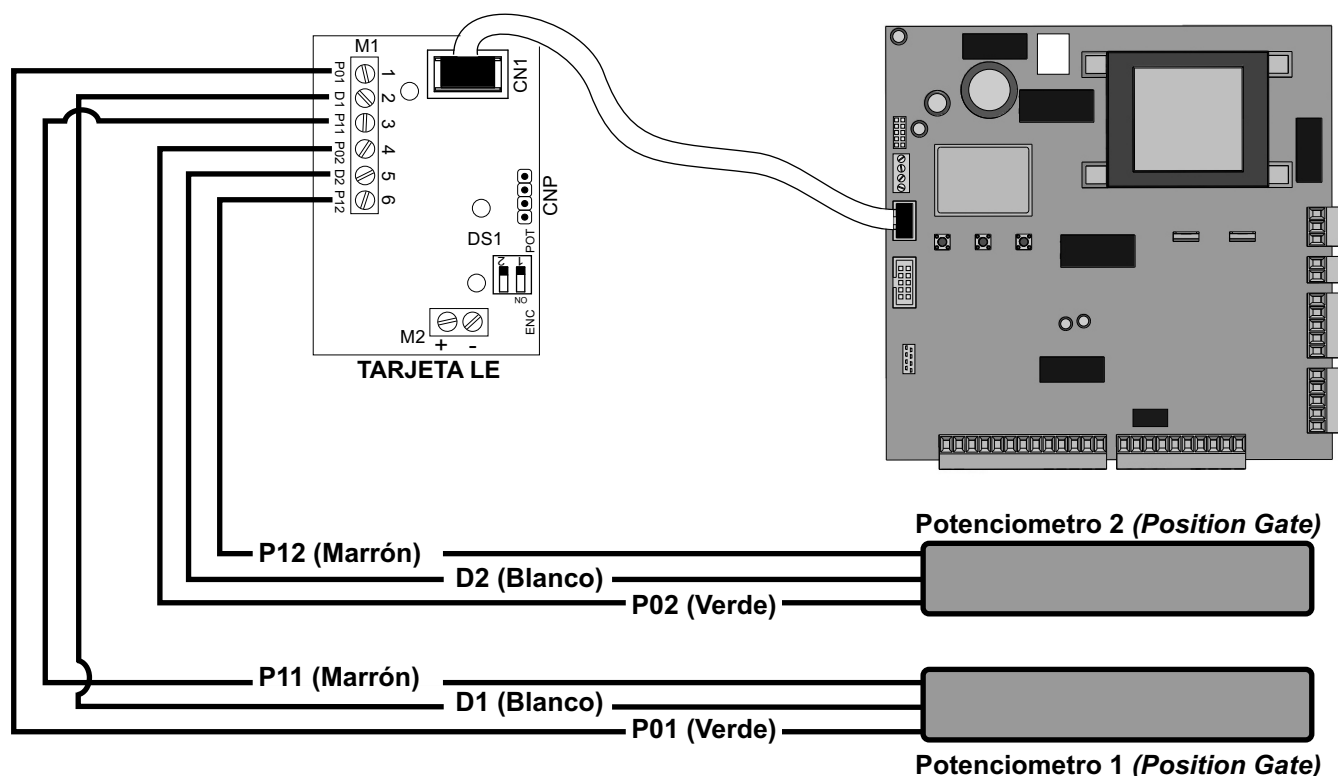 M1
P01 1
D1 2
P11 3
P02 4
D2 5
P12 6
CN1
CNP
DS1
POT
2 1
NO
ENC
M2
+ -
TARJETA LE
Potenciometro 2 (Position Gate)
P12 (Marrón)
D2 (Blanco)
P02 (Verde)
P11 (Marrón)
D1 (Blanco)
P01 (Verde)
Potenciometro 1 (Position Gate)